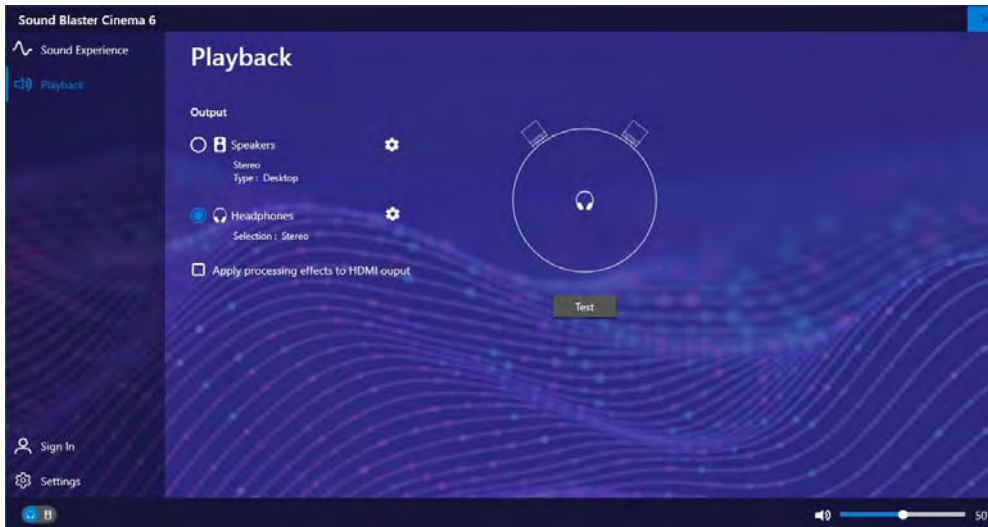 Sound Blaster Cinema 6
Sound Experience
Playback
Playback
Output
Speakers
Stereo
Type : Desktop
Headphones
Selection : Stereo
Apply processing effects to HDMI ouput
Test
Sign In
Settings
50